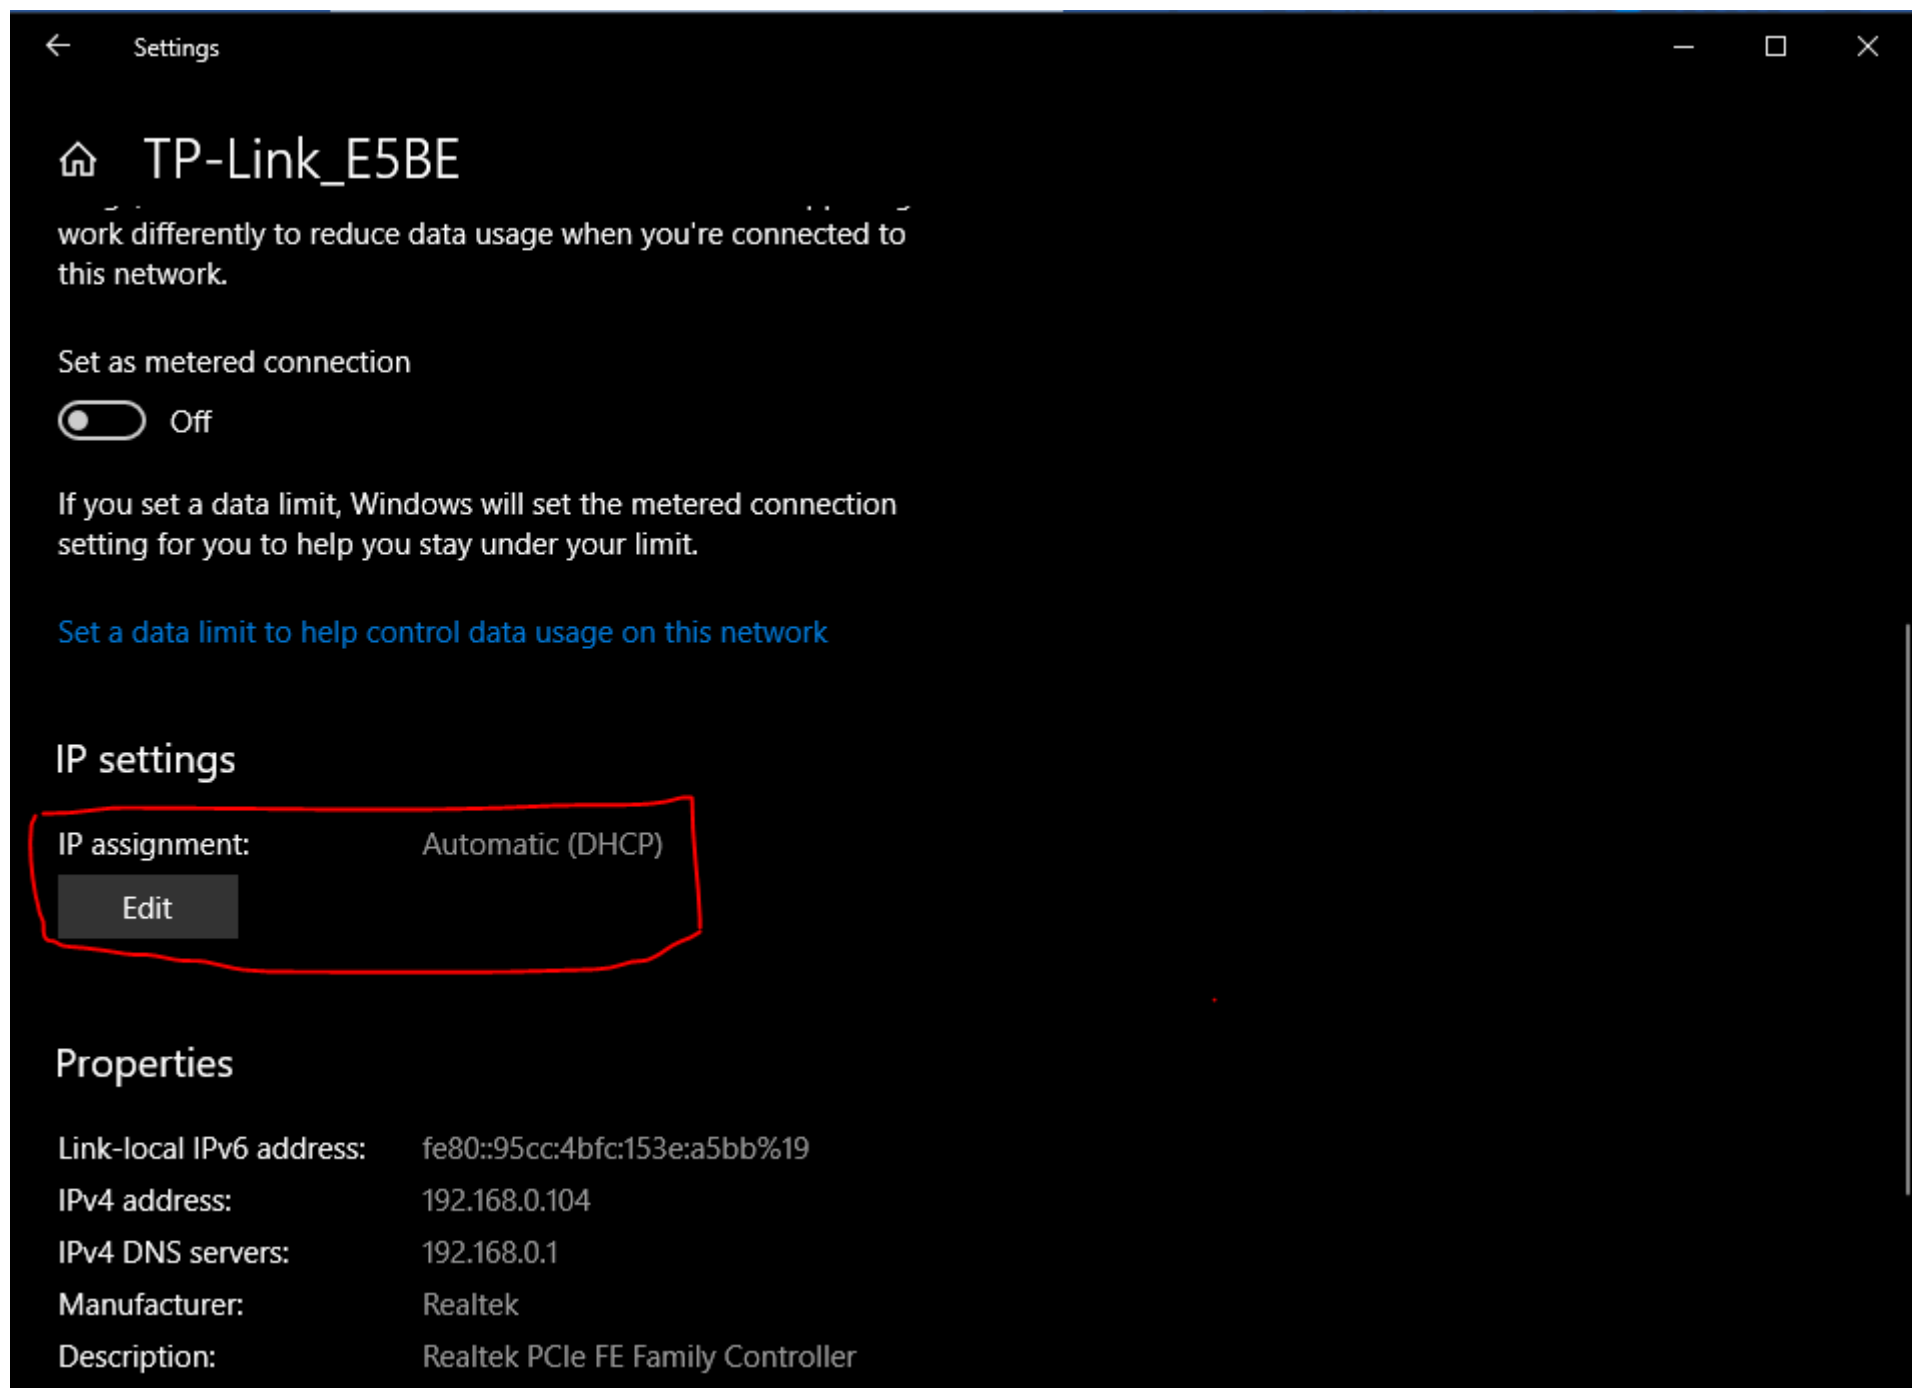 Settings
TP-Link_E5BE
work differently to reduce data usage when you're connected to
this network.
Set as metered connection
Off
If you set a data limit, Windows will set the metered connection
setting for you to help you stay under your limit.
Set a data limit to help control data usage on this network
IP settings
IP assignment: Automatic (DHCP)
Edit
Properties
Link-local IPv6 address: fe80::95cc:4bfc:153e:a5bb%19
IPv4 address: 192.168.0.104
IPv4 DNS servers: 192.168.0.1
Manufacturer: Realtek
Description: Realtek PCIe FE Family Controller